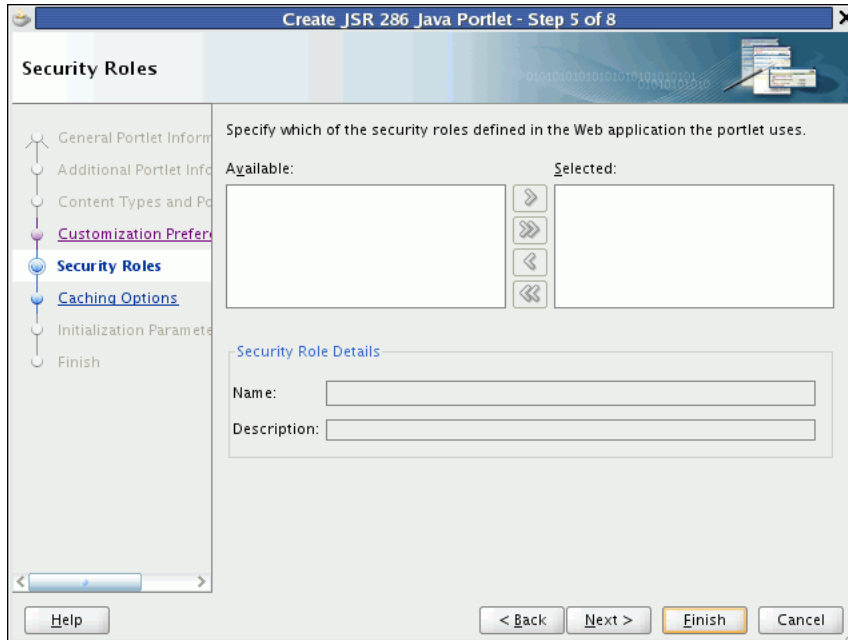 Create JSR 286 Java Portlet - Step 5 of 8
Security Roles
General Portlet Inform
Additional Portlet Info
Content Types and Po
Customization Prefere
Security Roles
Caching Options
Initialization Paramete
Finish
Specify which of the security roles defined in the Web application the portlet uses.
Available: Selected:
Security Role Details
Name:
Description:
Help < Back Next > Finish Cancel